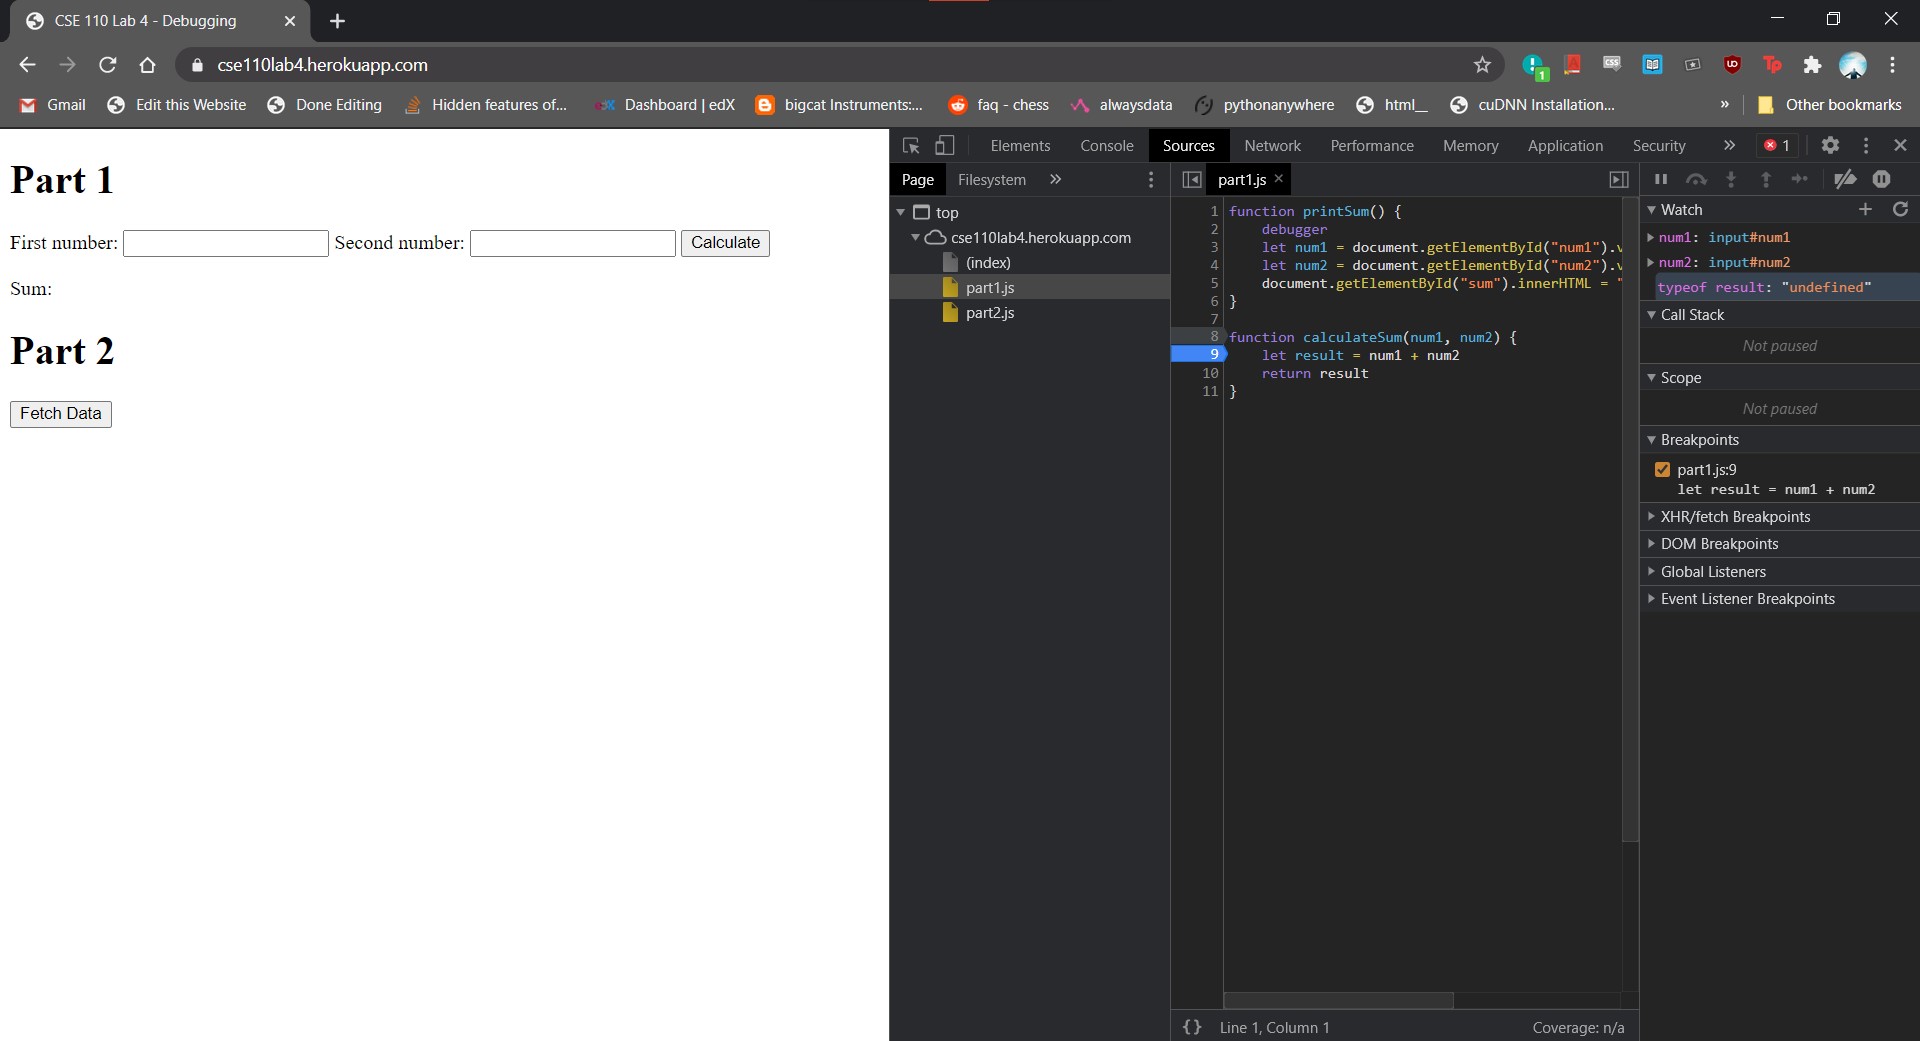 CSE 110 Lab 4 - Debugging
cse110lab4.herokuapp.com
1
Gmail Edit this Website Done Editing Hidden features of... Dashboard | edX bigcat Instruments:... faq - chess alwaysdata pythonanywhere html__ cuDNN Installation... » Other bookmarks
Part 1
First number: Second number: Calculate
Sum:
Part 2
Fetch Data
Elements Console Sources Network Performance Memory Application Security » 1
Page Filesystem »
top
cse110lab4.herokuapp.com
(index)
part1.js
part2.js
part1.js
1 function printSum() {
2 debugger
3 let num1 = document.getElementById("num1").v
4 let num2 = document.getElementById("num2").v
5 document.getElementById("sum").innerHTML = "
6 }
7
8 function calculateSum(num1, num2) {
9 let result = num1 + num2
10 return result
11 }
{} Line 1, Column 1 Coverage: n/a
Watch
num1: input#num1
num2: input#num2
typeof result: "undefined"
Call Stack
Not paused
Scope
Not paused
Breakpoints
part1.js:9
let result = num1 + num2
XHR/fetch Breakpoints
DOM Breakpoints
Global Listeners
Event Listener Breakpoints